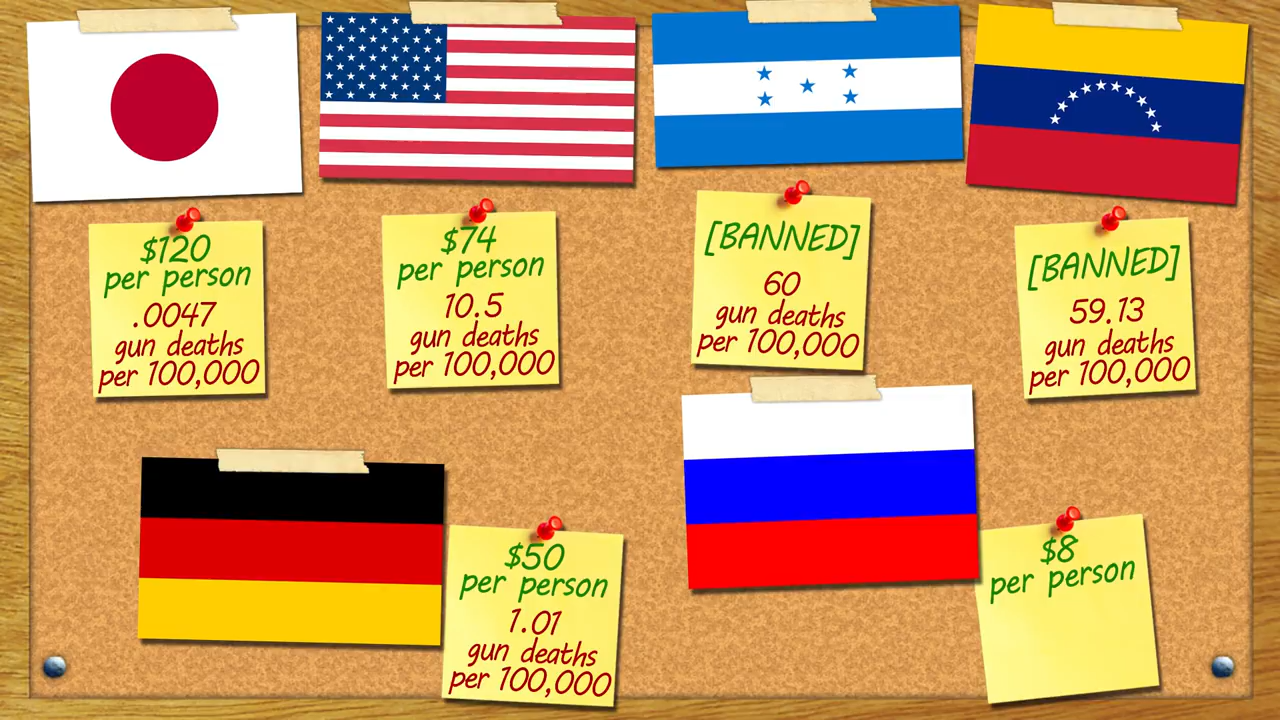 $120
per person
.0047
gun deaths
per 100,000
$74
per person
10.5
gun deaths
per 100,000
[BANNED]
60
gun deaths
per 100,000
[BANNED]
59.13
gun deaths
per 100,000
$50
per person
1.01
gun deaths
per 100,000
$8
per person